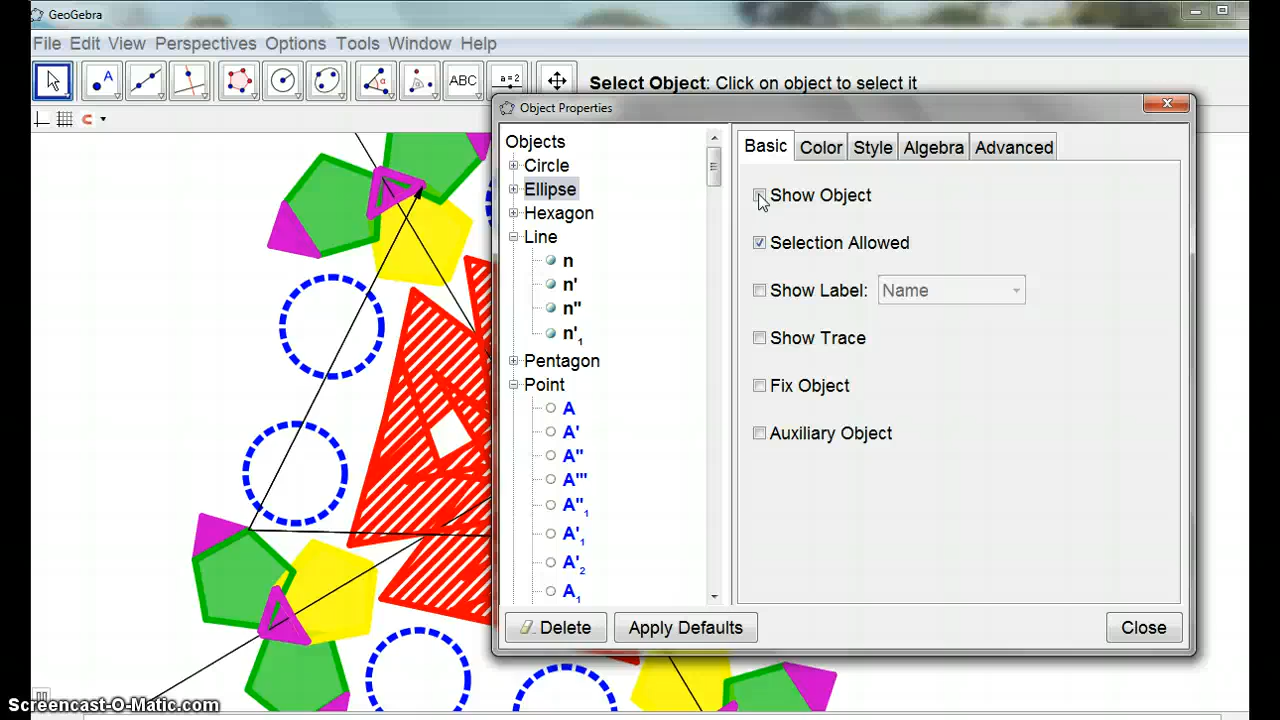 GeoGebra
File Edit View Perspectives Options Tools Window Help
A
α
a
ABC
a=2
Select Object: Click on object to select it
Object Properties
Objects
Circle
Ellipse
Hexagon
Line
n
n'
n''
n'1
Pentagon
Point
A
A'
A''
A'''
A''1
A'1
A'2
A1
Basic Color Style Algebra Advanced
Show Object
Selection Allowed
Show Label: Name
Show Trace
Fix Object
Auxiliary Object
Delete Apply Defaults Close
Screencast-O-Matic.com